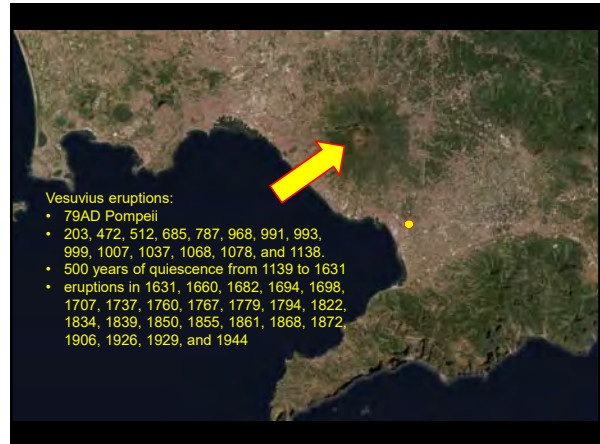 Vesuvius eruptions:
• 79AD Pompeii
• 203, 472, 512, 685, 787, 968, 991, 993,
999, 1007, 1037, 1068, 1078, and 1138.
• 500 years of quiescence from 1139 to 1631
• eruptions in 1631, 1660, 1682, 1694, 1698,
1707, 1737, 1760, 1767, 1779, 1794, 1822,
1834, 1839, 1850, 1855, 1861, 1868, 1872,
1906, 1926, 1929, and 1944